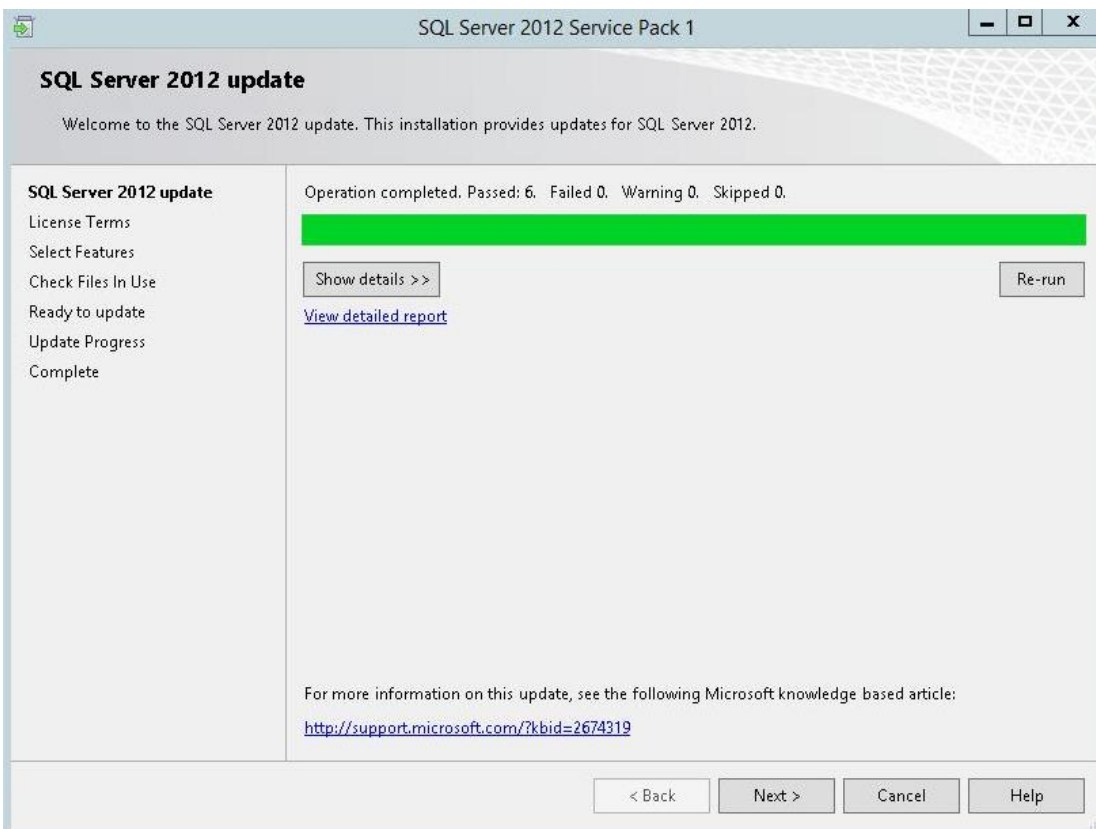 SQL Server 2012 Service Pack 1
SQL Server 2012 update
Welcome to the SQL Server 2012 update. This installation provides updates for SQL Server 2012.
SQL Server 2012 update
License Terms
Select Features
Check Files In Use
Ready to update
Update Progress
Complete
Operation completed. Passed: 6. Failed 0. Warning 0. Skipped 0.
Show details >>
Re-run
View detailed report
For more information on this update, see the following Microsoft knowledge based article:
http://support.microsoft.com/?kbid=2674319
< Back
Next >
Cancel
Help